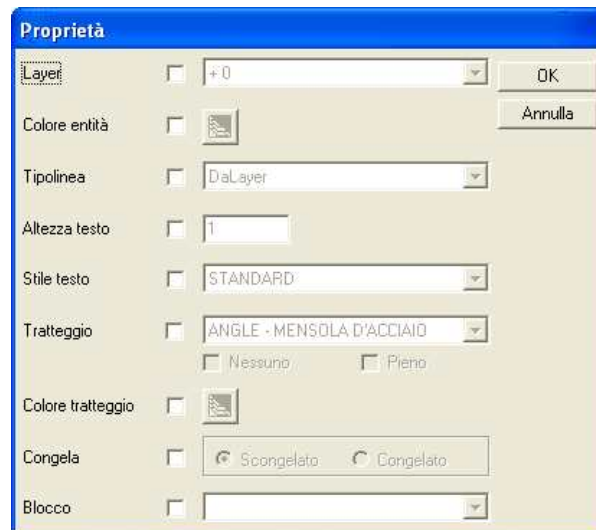 Proprietà
Layer + 0 OK
Colore entità Annulla
Tipolinea DaLayer
Altezza testo 1
Stile testo STANDARD
Tratteggio ANGLE - MENSOLA D'ACCIAIO
Nessuno Pieno
Colore tratteggio
Congela Scongelato Congelato
Blocco